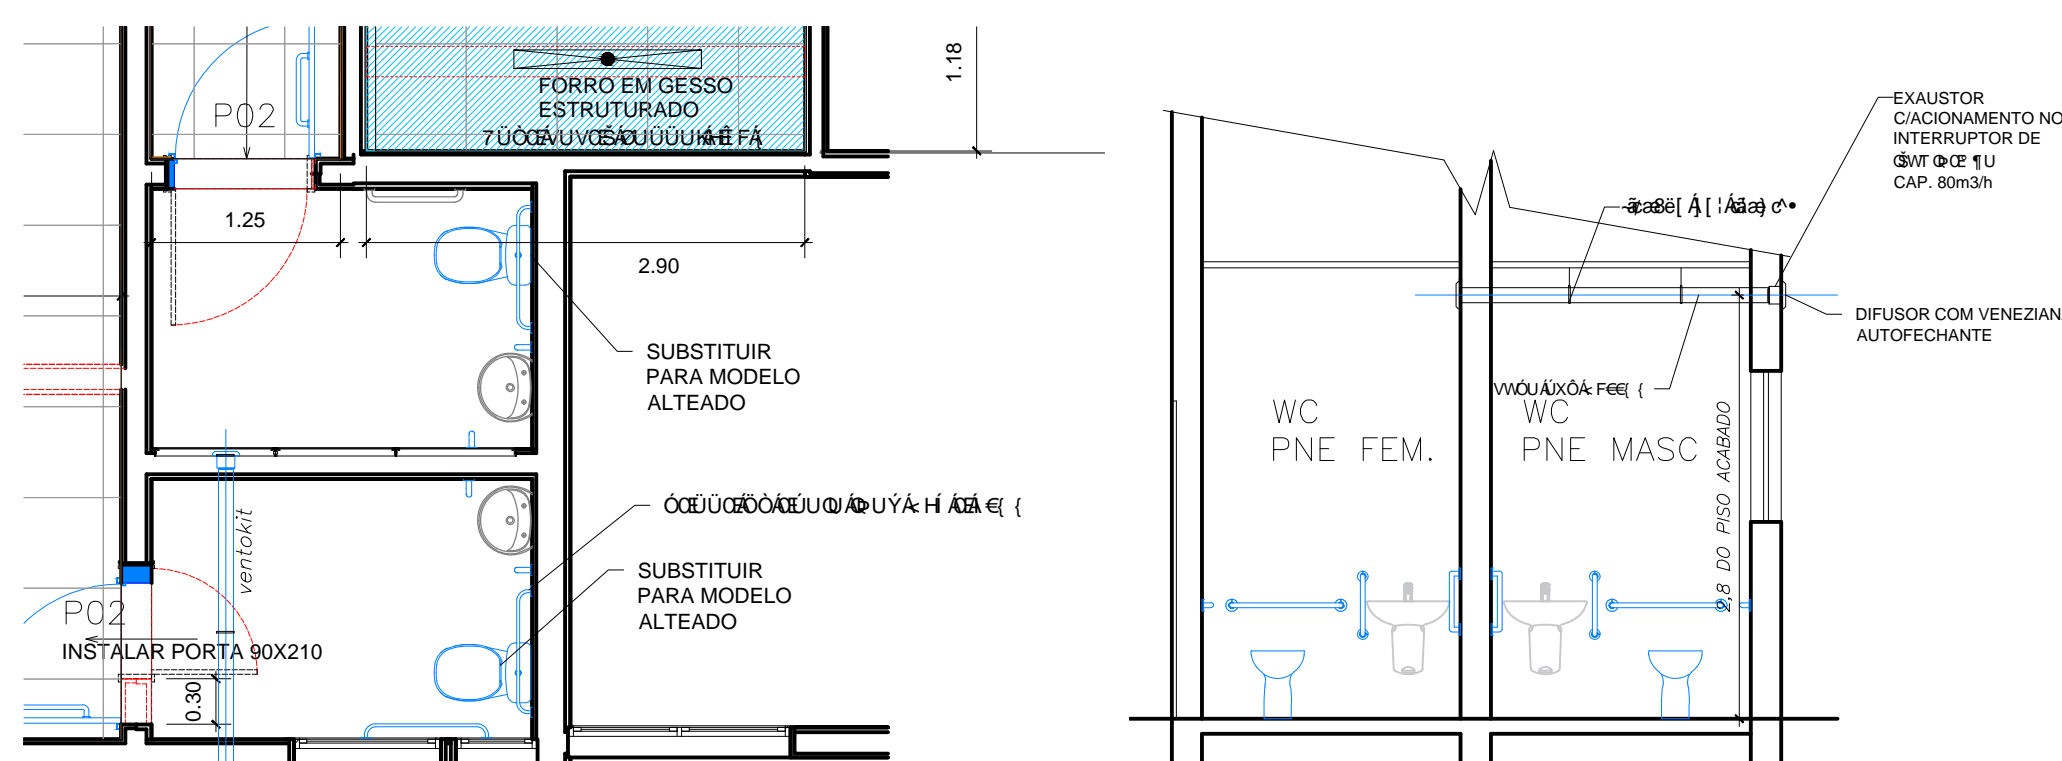 P02
FORRO EM GESSO
ESTRUTURADO
1.18
1.25
2.90
SUBSTITUIR
PARA MODELO
ALTEADO
ventokit
SUBSTITUIR
PARA MODELO
ALTEADO
P02
INSTALAR PORTA 90X210
0.30
EXAUSTOR
C/ACIONAMENTO NO
INTERRUPTOR DE
CAP. 80m3/h
DIFUSOR COM VENEZIAN
AUTOFECHANTE
WC
PNE FEM.
WC
PNE MASC
2,8 DO PISO ACABADO